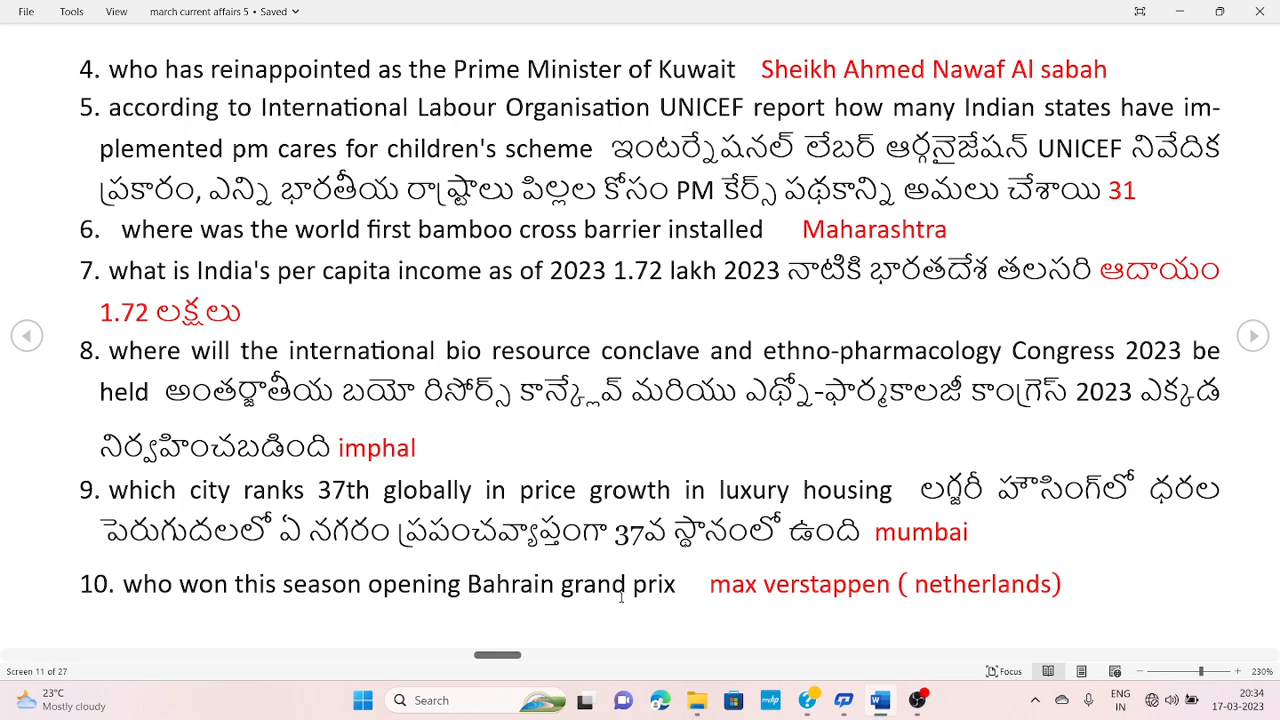 File Tools View march current affairs 5 • Saved
4. who has reinappointed as the Prime Minister of Kuwait Sheikh Ahmed Nawaf Al sabah
5. according to International Labour Organisation UNICEF report how many Indian states have im-
plemented pm cares for children's scheme ఇంటర్నేషనల్ లేబర్ ఆర్గనైజేషన్ UNICEF నివేదిక
ప్రకారం, ఎన్ని భారతీయ రాష్ట్రాలు పిల్లల కోసం PM కేర్స్ పథకాన్ని అమలు చేశాయి 31
6. where was the world first bamboo cross barrier installed Maharashtra
7. what is India's per capita income as of 2023 1.72 lakh 2023 నాటికి భారతదేశ తలసరి ఆదాయం
1.72 లక్షలు
8. where will the international bio resource conclave and ethno-pharmacology Congress 2023 be
held అంతర్జాతీయ బయో రిసోర్స్ కాన్క్లేవ్ మరియు ఎథ్నో-ఫార్మకాలజీ కాంగ్రెస్ 2023 ఎక్కడ
నిర్వహించబడింది imphal
9. which city ranks 37th globally in price growth in luxury housing లగ్జరీ హౌసింగ్‌లో ధరల
పెరుగుదలలో ఏ నగరం ప్రపంచవ్యాప్తంగా 37వ స్థానంలో ఉంది mumbai
10. who won this season opening Bahrain grand prix max verstappen ( netherlands)
Screen 11 of 27 Focus 230%
23°C Search ENG 20:34
Mostly cloudy IN 17-03-2023